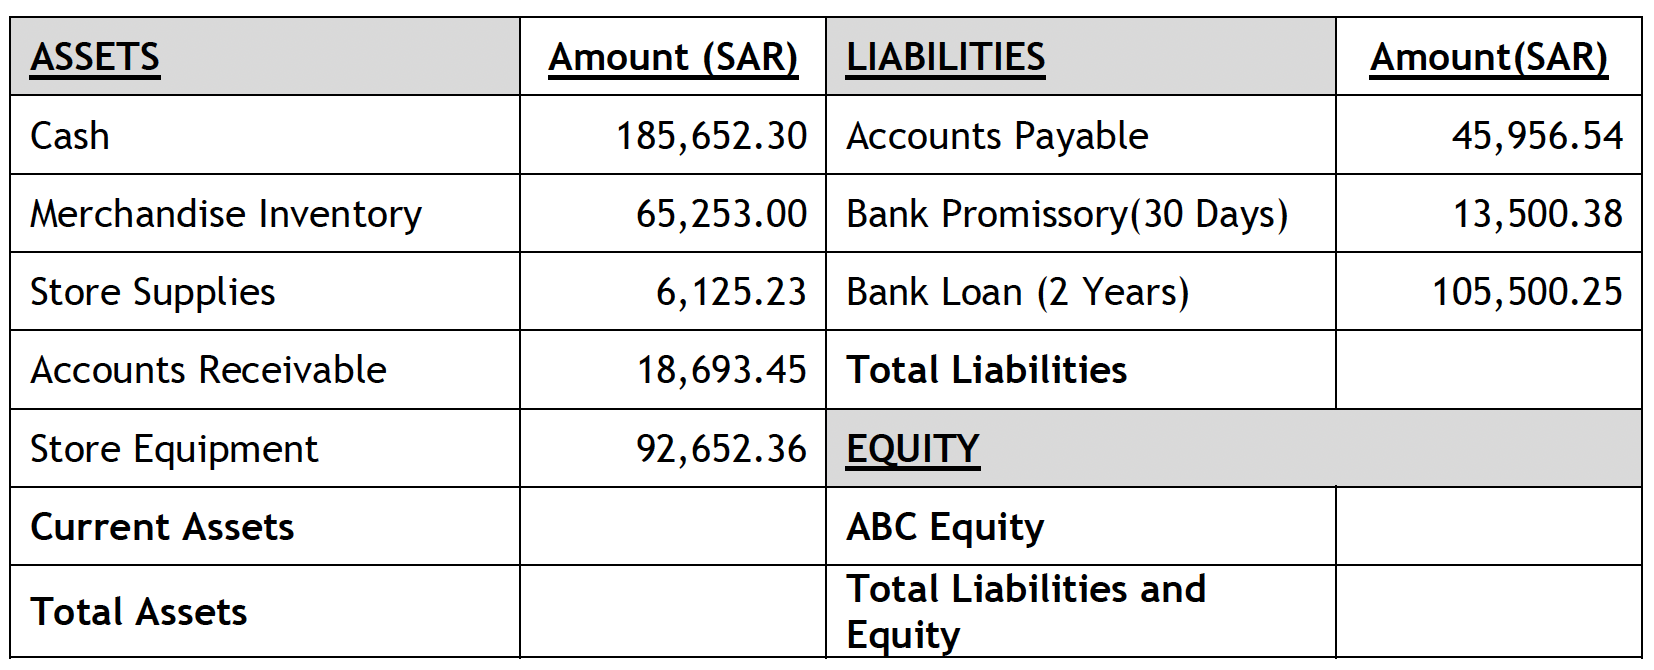 ASSETS Amount (SAR) LIABILITIES Amount(SAR)
Cash 185,652.30 Accounts Payable 45,956.54
Merchandise Inventory 65,253.00 Bank Promissory(30 Days) 13,500.38
Store Supplies 6,125.23 Bank Loan (2 Years) 105,500.25
Accounts Receivable 18,693.45 Total Liabilities
Store Equipment 92,652.36 EQUITY
Current Assets ABC Equity
Total Assets Total Liabilities and
Equity